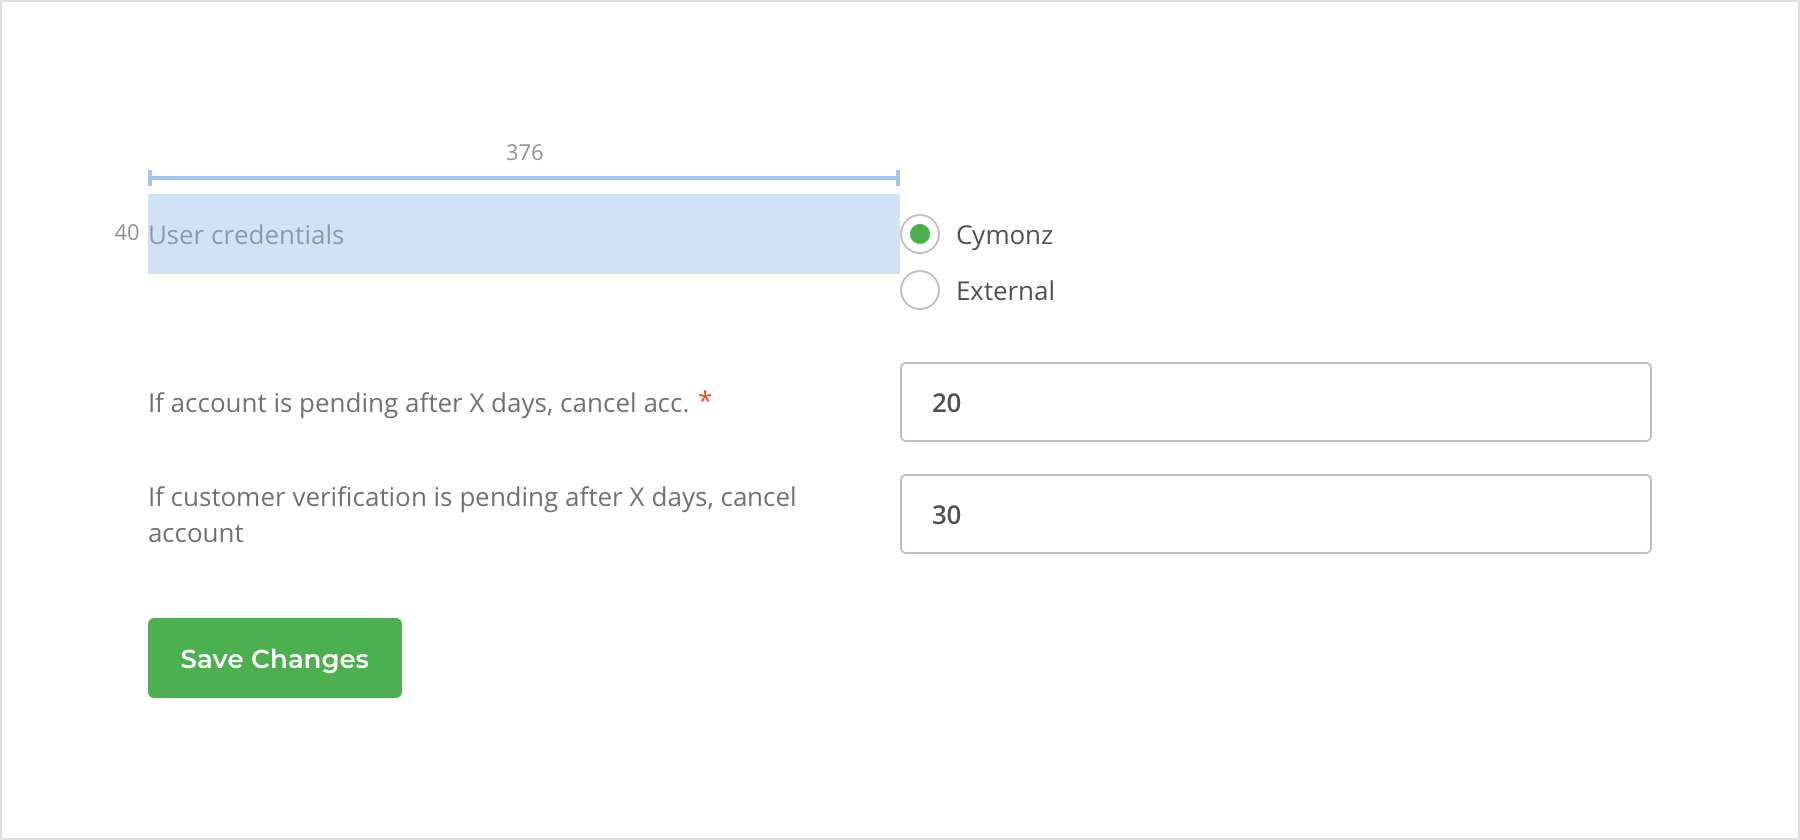 376
40 User credentials
Cymonz
External
If account is pending after X days, cancel acc. *
20
If customer verification is pending after X days, cancel
account
30
Save Changes